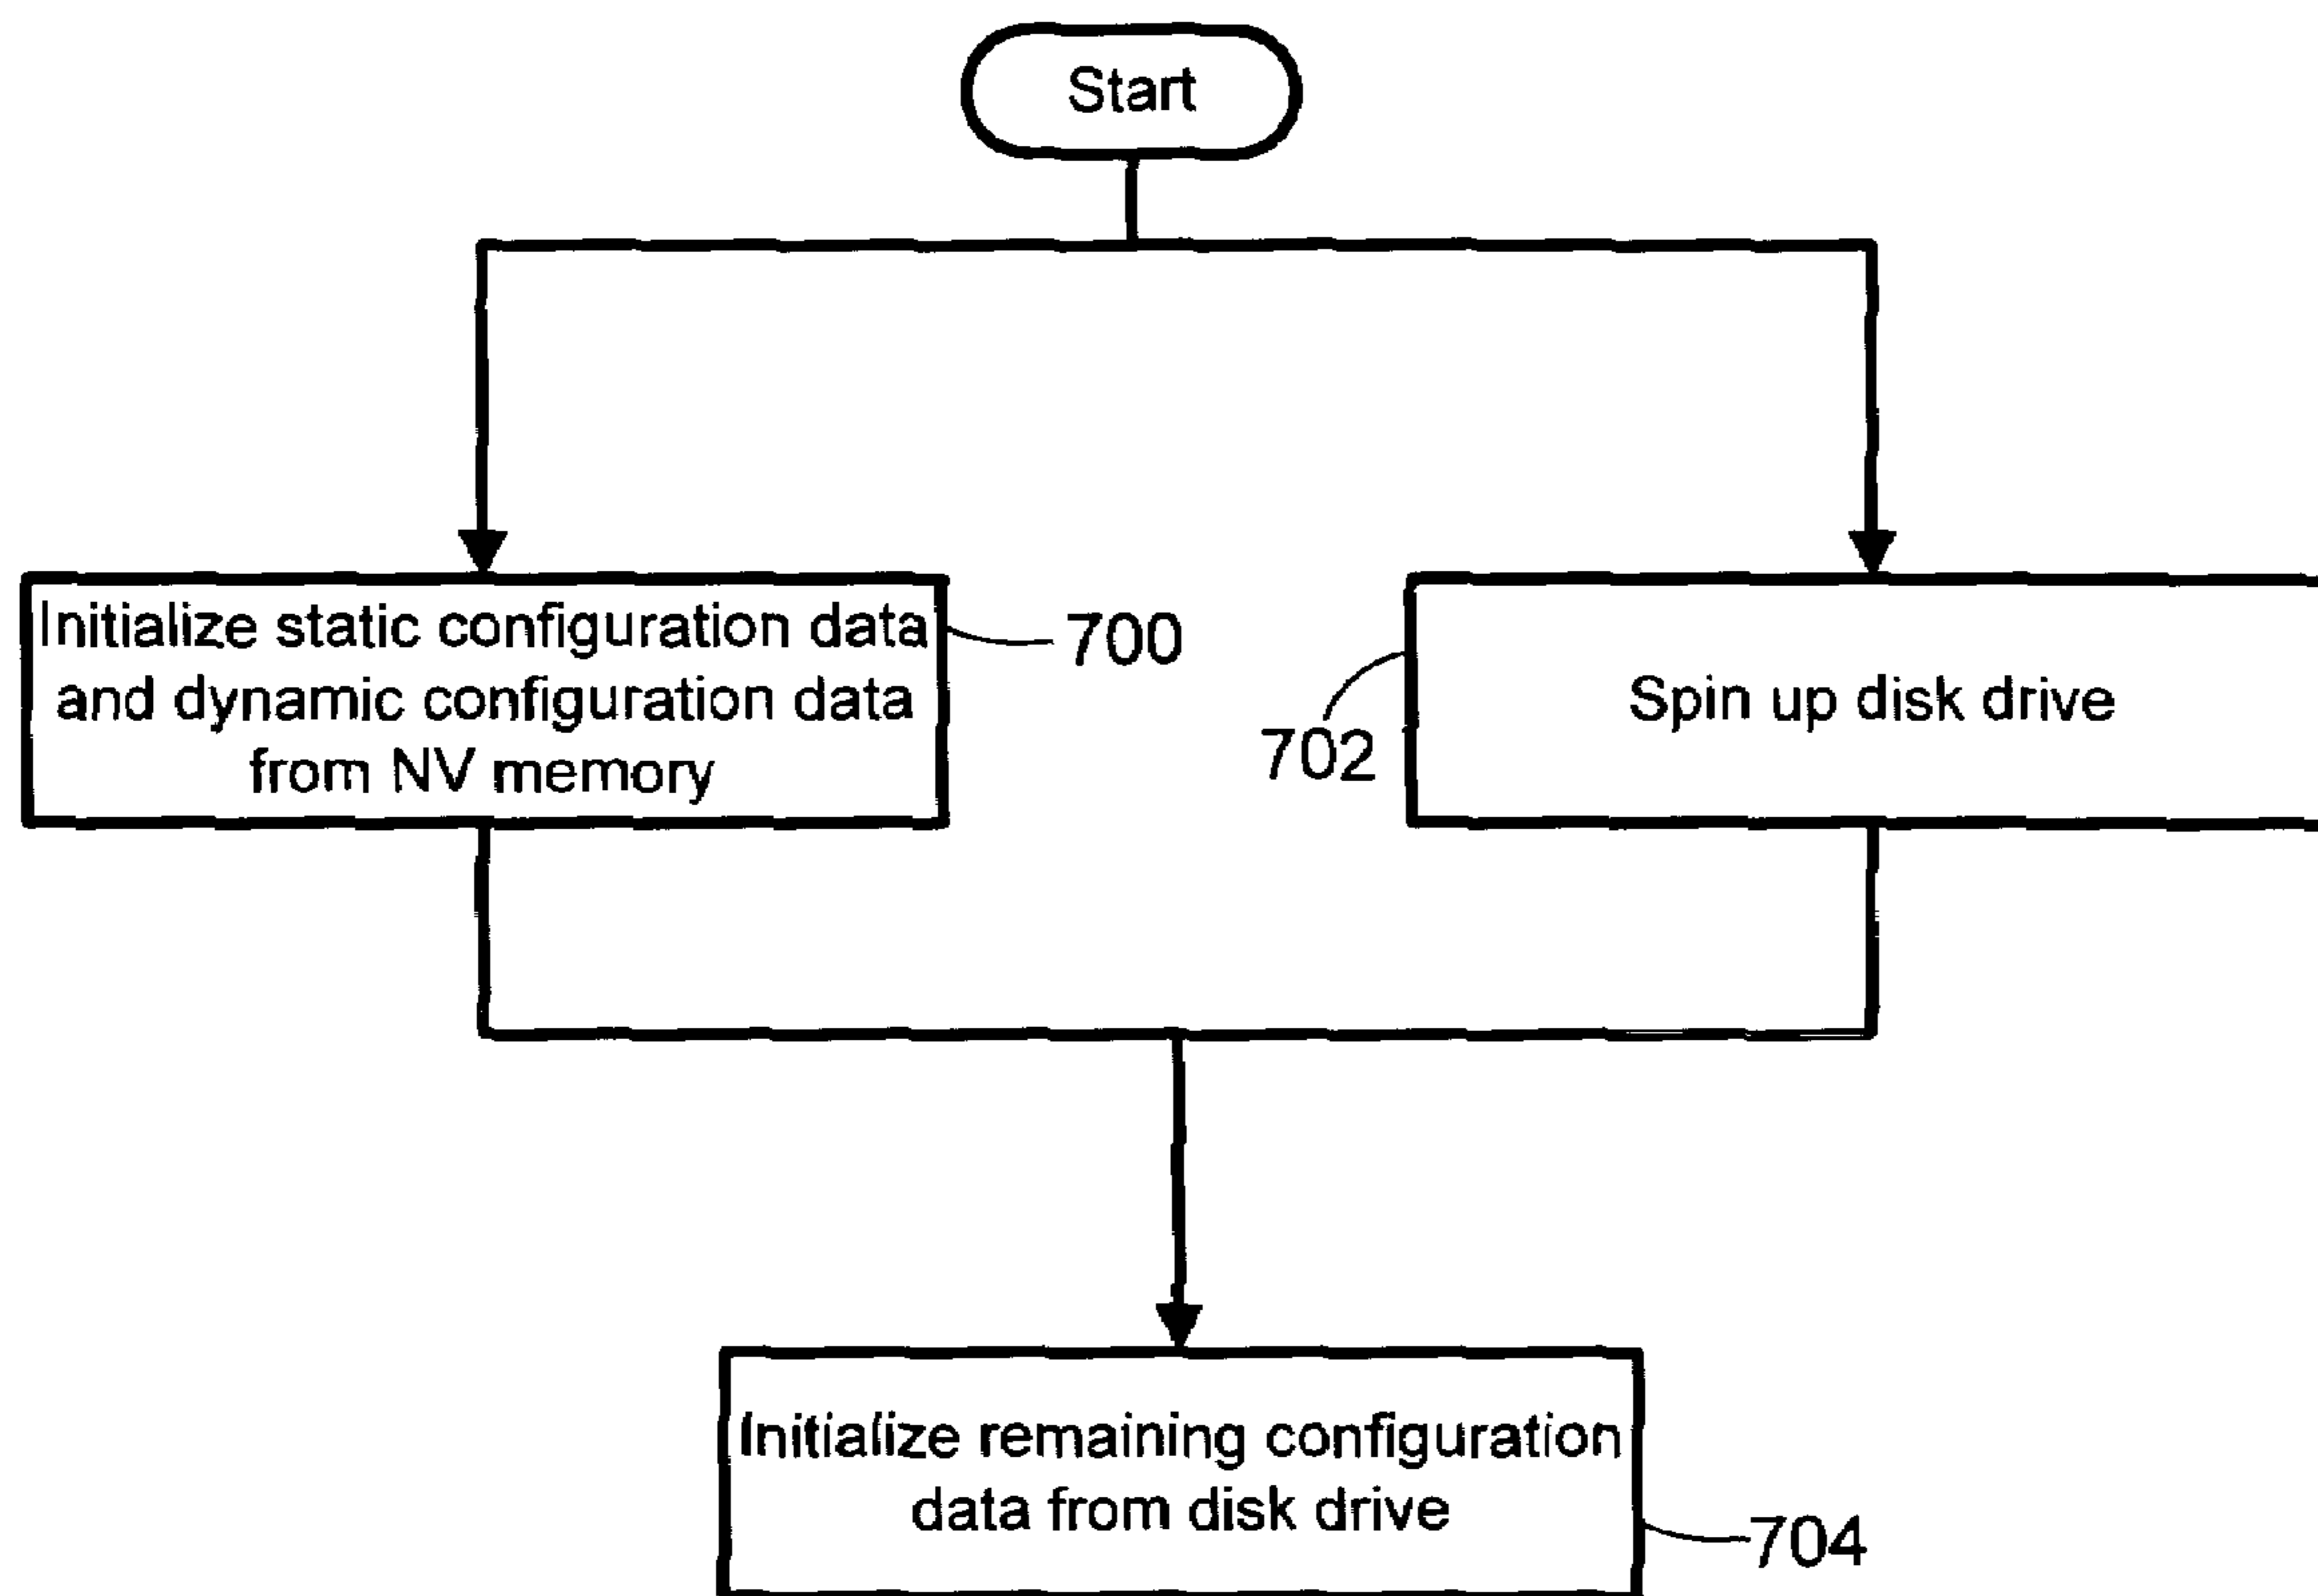 Start
Initialize static configuration data
and dynamic configuration data
from NV memory
700
702
Spin up disk drive
Initialize remaining configuration
data from disk drive
704